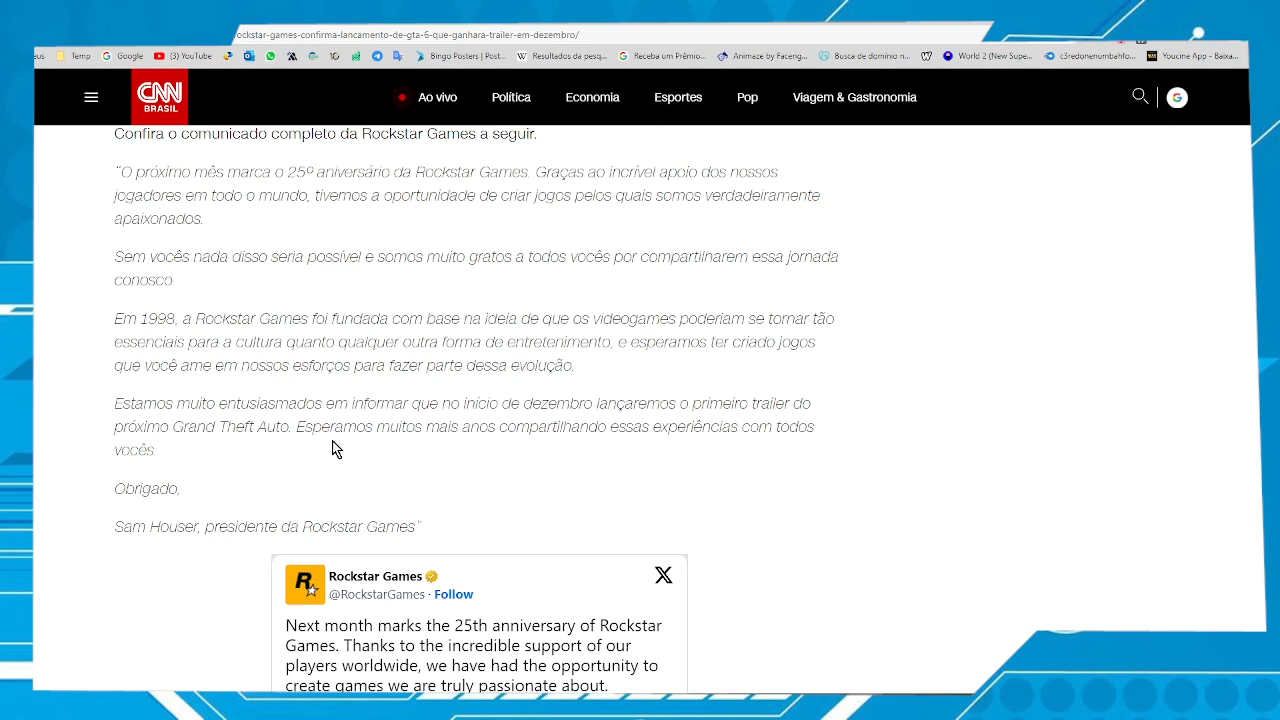 ockstar-games-confirma-lancamento-de-gta-6-que-ganhara-trailer-em-dezembro/
eus Temp Google (3) YouTube Bingo Posters | Post... Resultados da pesq... Receba um Prêmio... Animaze by Facerig... Busca de domínio n... World 2 (New Supe... c3redonenumbahfo... Youcine App - Baixa...
CNN BRASIL Ao vivo Política Economia Esportes Pop Viagem & Gastronomia
Confira o comunicado completo da Rockstar Games a seguir.
“O próximo mês marca o 25º aniversário da Rockstar Games. Graças ao incrível apoio dos nossos
jogadores em todo o mundo, tivemos a oportunidade de criar jogos pelos quais somos verdadeiramente
apaixonados.
Sem vocês nada disso seria possível e somos muito gratos a todos vocês por compartilharem essa jornada
conosco.
Em 1998, a Rockstar Games foi fundada com base na ideia de que os videogames poderiam se tornar tão
essenciais para a cultura quanto qualquer outra forma de entretenimento, e esperamos ter criado jogos
que você ame em nossos esforços para fazer parte dessa evolução.
Estamos muito entusiasmados em informar que no início de dezembro lançaremos o primeiro trailer do
próximo Grand Theft Auto. Esperamos muitos mais anos compartilhando essas experiências com todos
vocês.
Obrigado,
Sam Houser, presidente da Rockstar Games”
Rockstar Games
@RockstarGames · Follow
Next month marks the 25th anniversary of Rockstar
Games. Thanks to the incredible support of our
players worldwide, we have had the opportunity to
create games we are truly passionate about.